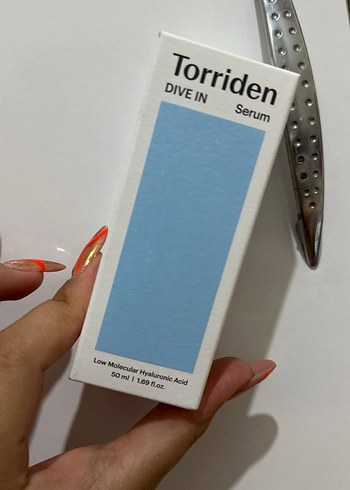 Torriden
DIVE IN Serum
Low Molecular Hyaluronic Acid
50 ml | 1.69 fl.oz.